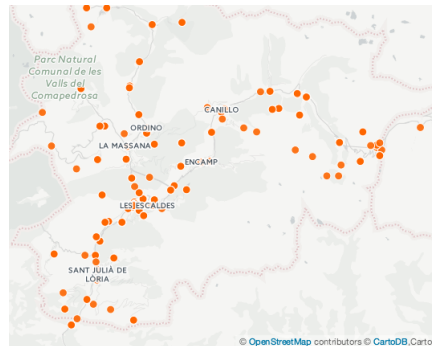 Parc Natural
Comunal de les
Valls del
Comapedrosa
CANILLO
ORDINO
LA MASSANA
ENCAMP
LES ESCALDES
SANT JULIÀ DE
LÒRIA
© OpenStreetMap contributors © CartoDB,Carto